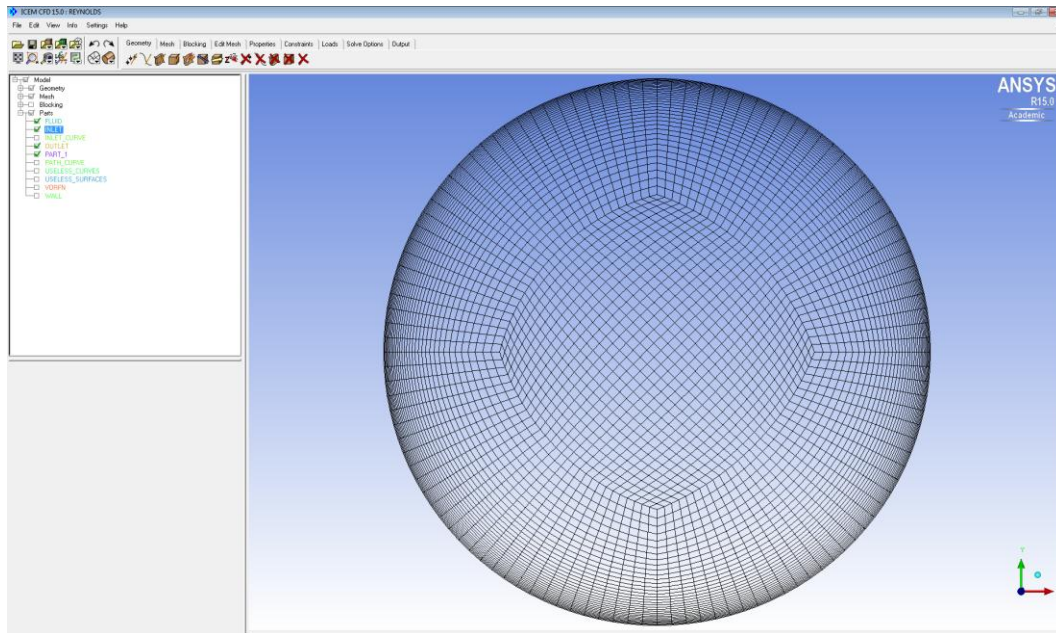 ICEM CFD 15.0 : REYNOLDS
File Edit View Info Settings Help
Geometry Mesh Blocking Edit Mesh Properties Constraints Loads Solve Options Output
Model
Geometry
Mesh
Blocking
Parts
FLUID
INLET
INLET_CURVE
OUTLET
PART_1
PATH_CURVE
USELESS_CURVES
USELESS_SURFACES
VORFN
WALL
ANSYS
R15.0
Academic
Y